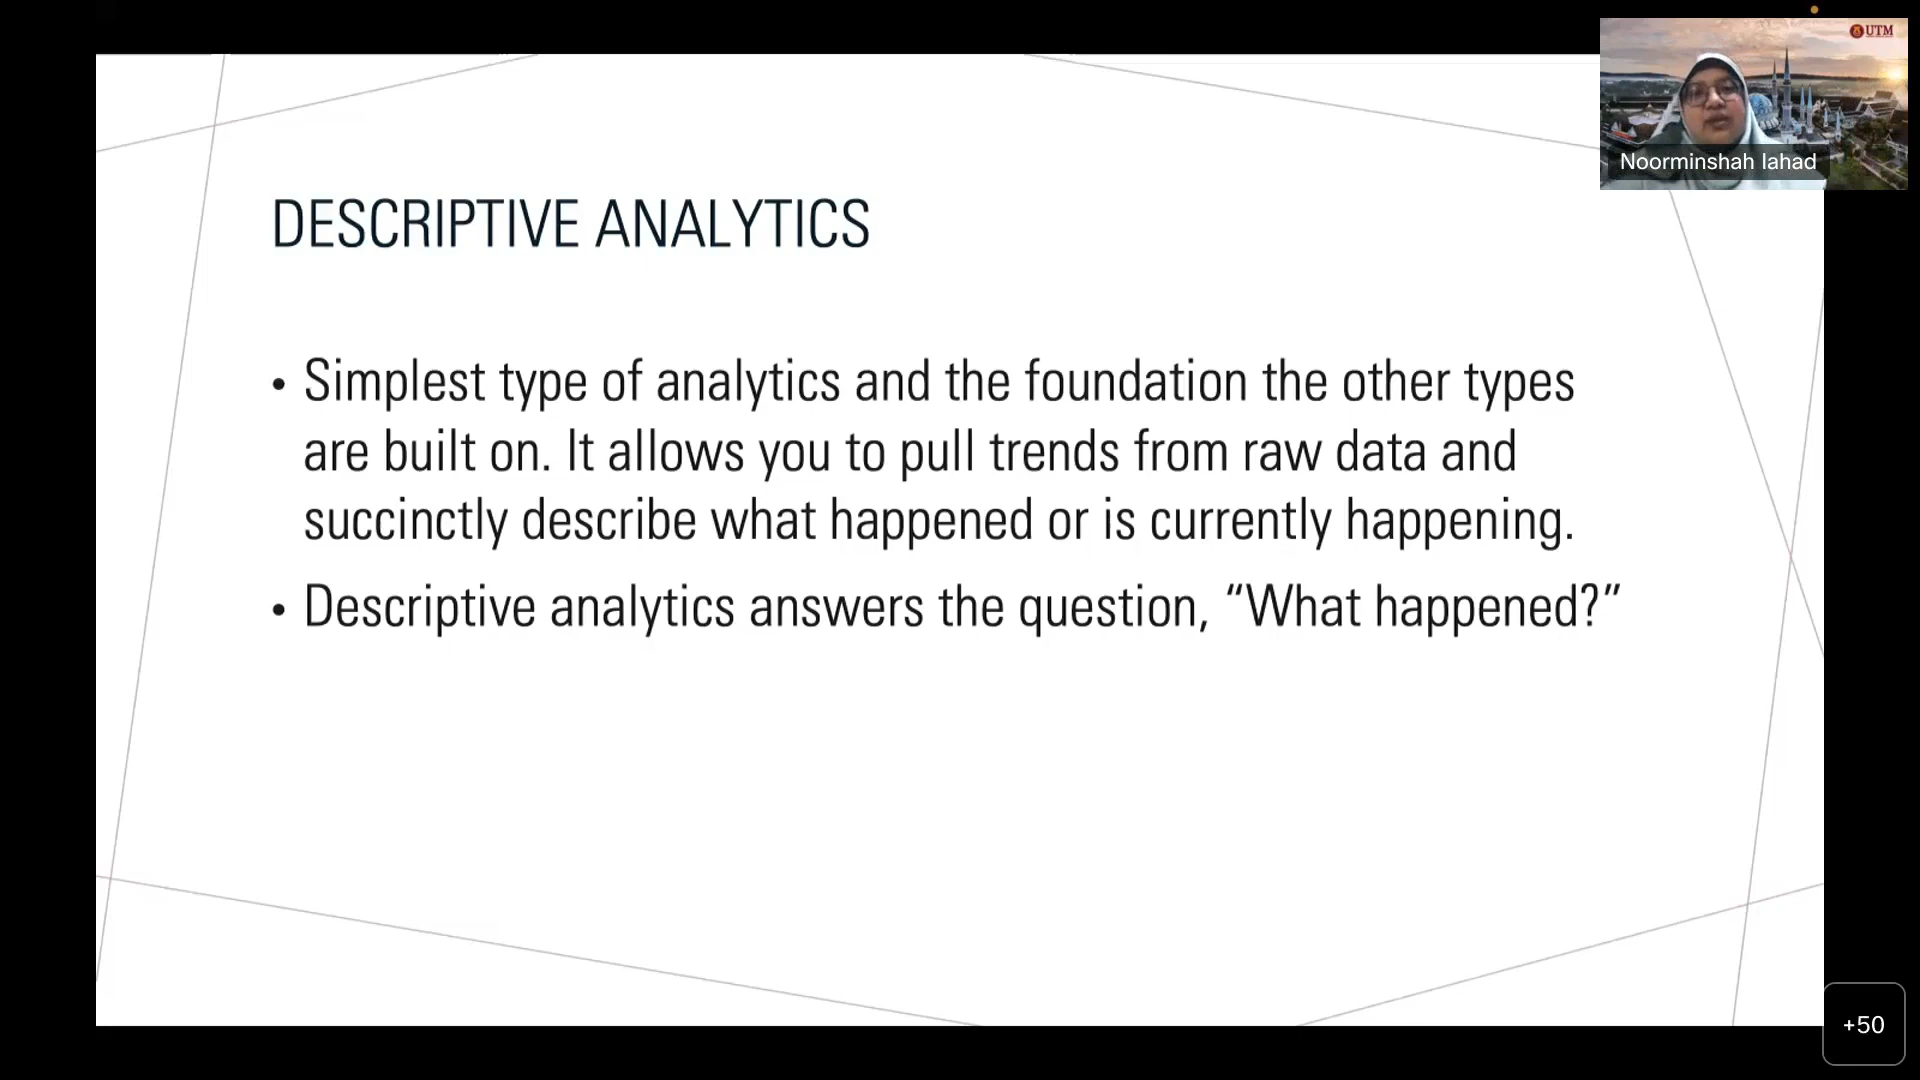 UTM
Noorminshah Iahad
DESCRIPTIVE ANALYTICS
• Simplest type of analytics and the foundation the other types
are built on. It allows you to pull trends from raw data and
succinctly describe what happened or is currently happening.
• Descriptive analytics answers the question, “What happened?”
+50